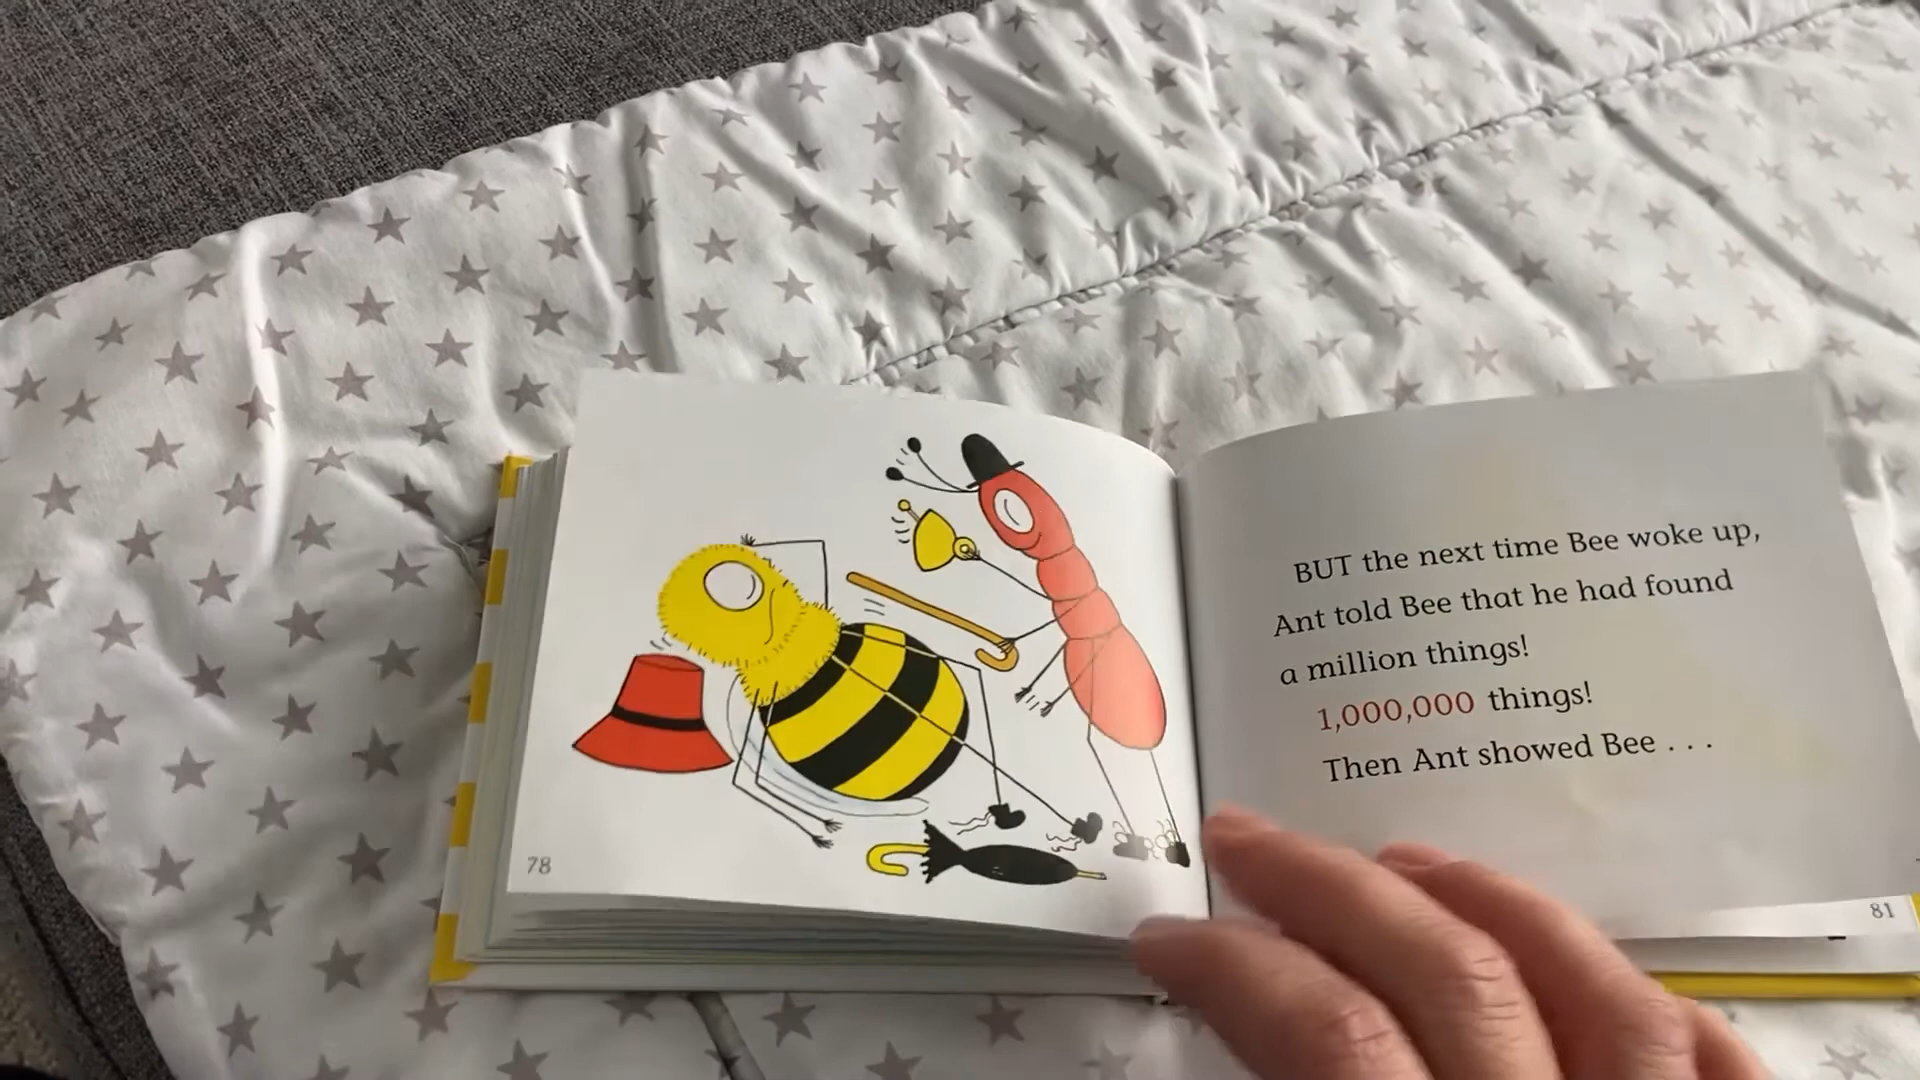 78
BUT the next time Bee woke up,
Ant told Bee that he had found
a million things!
1,000,000 things!
Then Ant showed Bee . . .
81